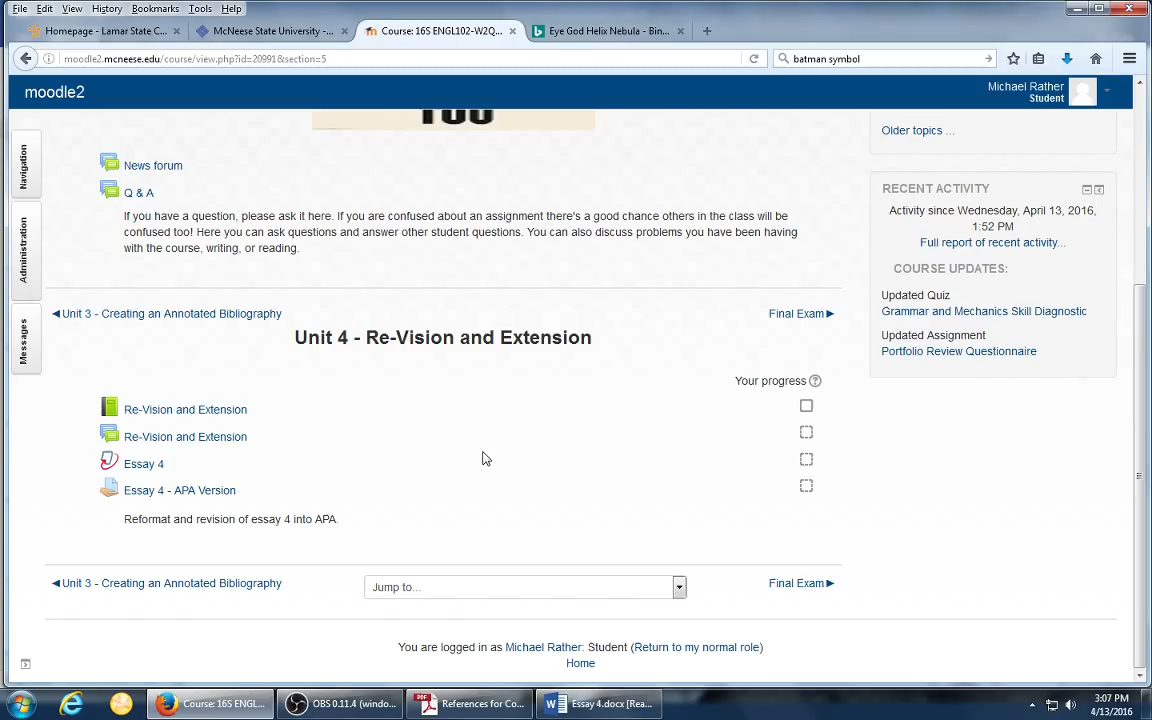 File Edit View History Bookmarks Tools Help
Homepage - Lamar State C...
McNeese State University -...
Course: 16S ENGL102-W2Q...
Eye God Helix Nebula - Bin...
moodle2.mcneese.edu/course/view.php?id=20991&section=5
batman symbol
moodle2
Michael Rather
Student
Navigation
Administration
Messages
100
News forum
Q & A
If you have a question, please ask it here. If you are confused about an assignment there's a good chance others in the class will be
confused too! Here you can ask questions and answer other student questions. You can also discuss problems you have been having
with the course, writing, or reading.
Older topics ...
RECENT ACTIVITY
Activity since Wednesday, April 13, 2016,
1:52 PM
Full report of recent activity...
COURSE UPDATES:
Updated Quiz
Grammar and Mechanics Skill Diagnostic
Updated Assignment
Portfolio Review Questionnaire
Unit 3 - Creating an Annotated Bibliography
Final Exam
Unit 4 - Re-Vision and Extension
Your progress
Re-Vision and Extension
Re-Vision and Extension
Essay 4
Essay 4 - APA Version
Reformat and revision of essay 4 into APA.
Unit 3 - Creating an Annotated Bibliography
Jump to...
Final Exam
You are logged in as Michael Rather: Student (Return to my normal role)
Home
Course: 16S ENGL...
OBS 0.11.4 (windo...
References for Co...
Essay 4.docx [Rea...
3:07 PM
4/13/2016